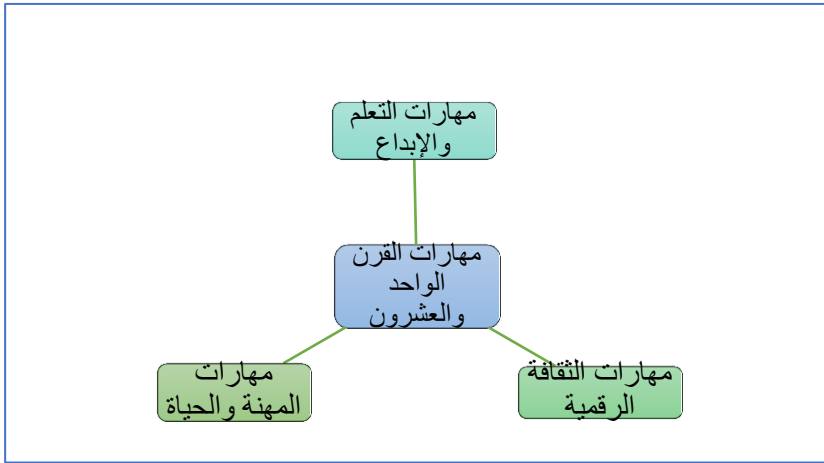 مهارات التعلم
والإبداع
مهارات القرن
الواحد
والعشرون
مهارات الثقافة
الرقمية
مهارات
المهنة والحياة